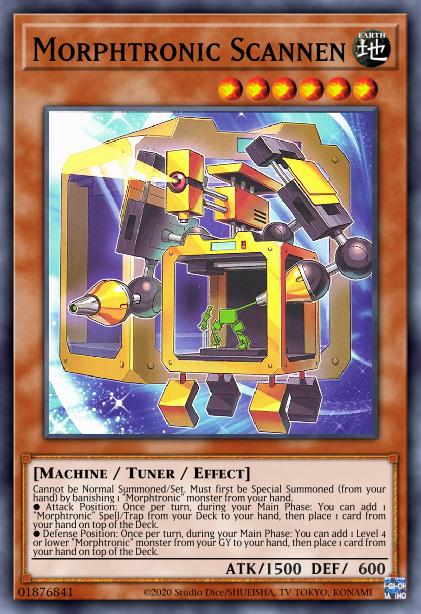 MORPHTRONIC SCANNEN
EARTH
地
[MACHINE / TUNER / EFFECT]
Cannot be Normal Summoned/Set. Must first be Special Summoned (from your
hand) by banishing 1 "Morphtronic" monster from your hand.
● Attack Position: Once per turn, during your Main Phase: You can add 1
"Morphtronic" Spell/Trap from your Deck to your hand, then place 1 card from
your hand on top of the Deck.
● Defense Position: Once per turn, during your Main Phase: You can add 1 Level 4
or lower "Morphtronic" monster from your GY to your hand, then place 1 card from
your hand on top of the Deck.
ATK/1500 DEF/ 600
01876841 ©2020 Studio Dice/SHUEISHA, TV TOKYO, KONAMI